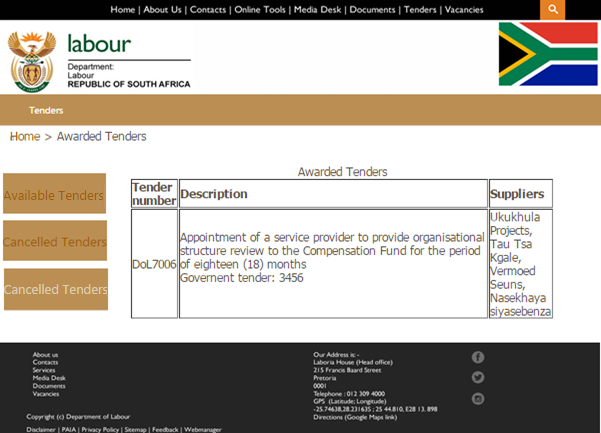 Home | About Us | Contacts | Online Tools | Media Desk | Documents | Tenders | Vacancies
labour
Department:
Labour
REPUBLIC OF SOUTH AFRICA
Tenders
Home > Awarded Tenders
Available Tenders
Cancelled Tenders
Cancelled Tenders
Awarded Tenders
Tender number
Description
Suppliers
DoL7006
Appointment of a service provider to provide organisational
structure review to the Compensation Fund for the period
of eighteen (18) months
Governent tender: 3456
Ukukhula
Projects,
Tau Tsa
Kgale,
Vermoed
Seuns,
Nasekhaya
siyasebenza
About us
Contacts
Services
Media Desk
Documents
Vacancies
Our Address is: -
Laboria House (Head office)
215 Francis Baard Street
Pretoria
0001
Telephone : 012 309 4000
GPS (Latitude; Longitude)
-25.74638,28.231635 ; 25 44.810, E28 13. 898
Directions (Google Maps link)
Copyright (c) Department of Labour
Disclaimer | PAIA | Privacy Policy | Sitemap | Feedback | Webmanager